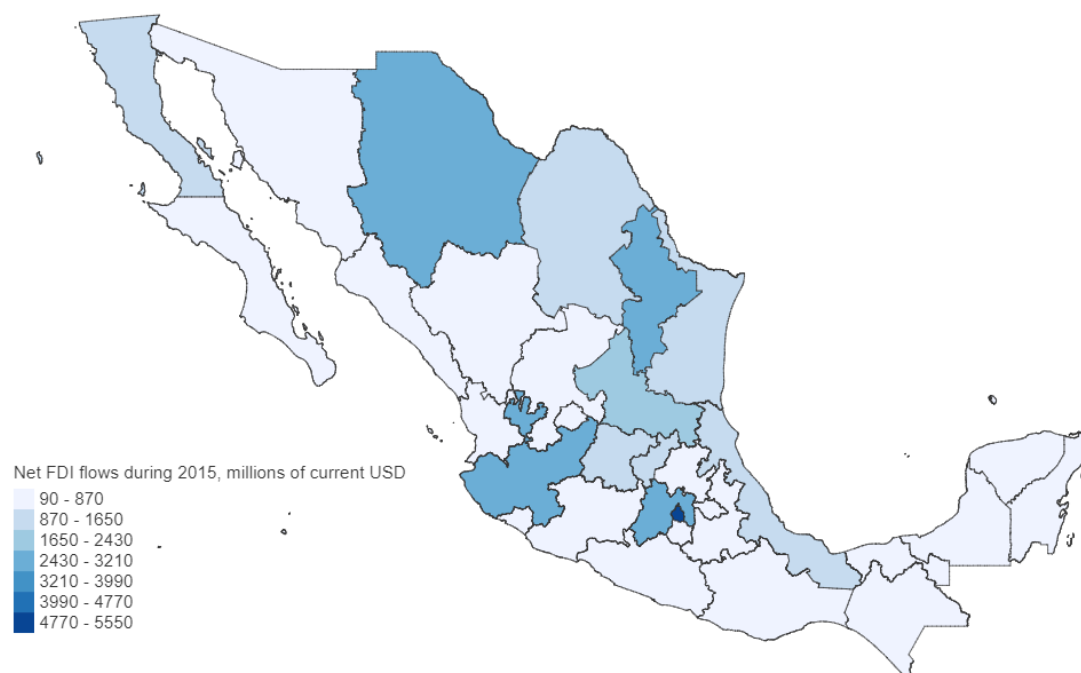 Net FDI flows during 2015, millions of current USD
90 - 870
870 - 1650
1650 - 2430
2430 - 3210
3210 - 3990
3990 - 4770
4770 - 5550